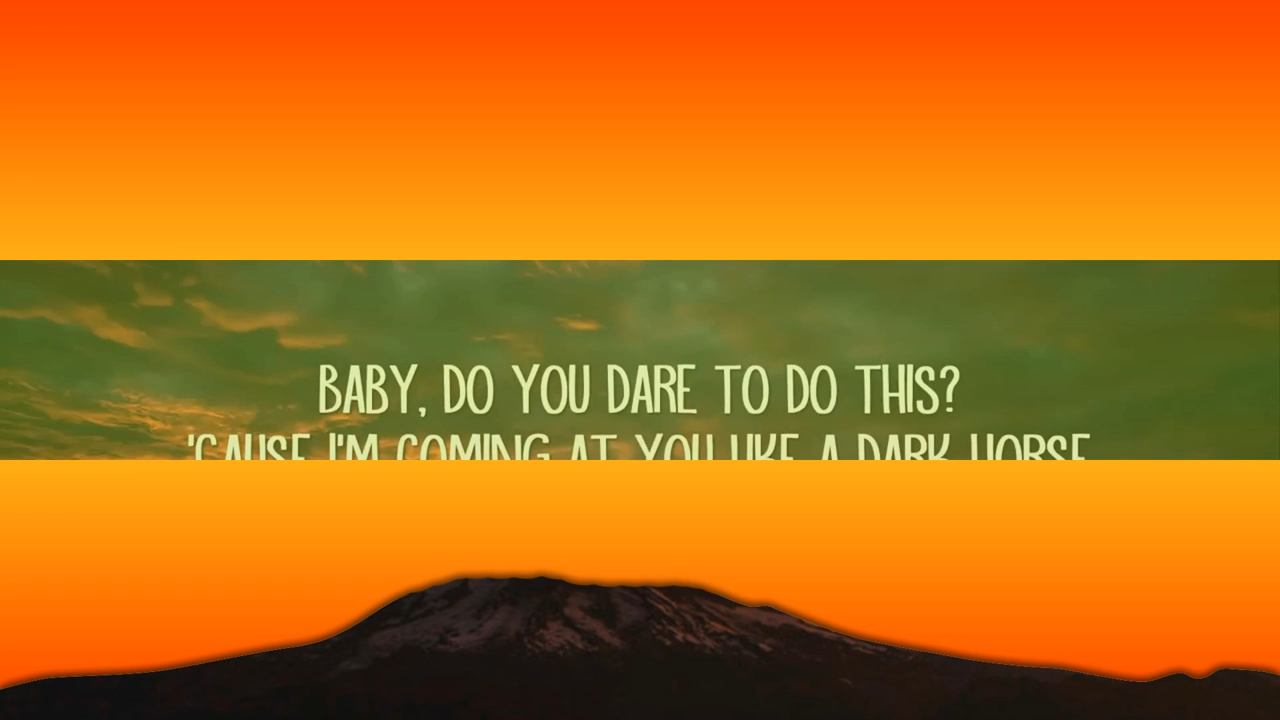 BABY, DO YOU DARE TO DO THIS?
'CAUSE I'M COMING AT YOU LIKE A DARK HORSE